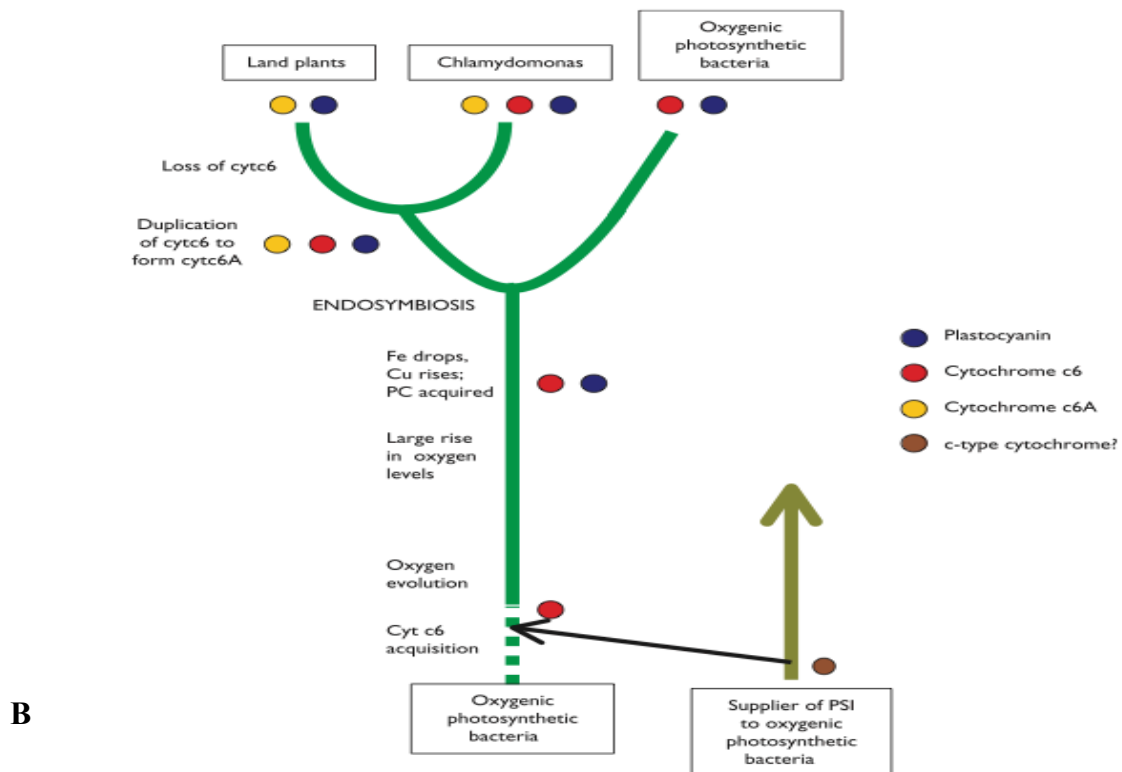 Land plants
Chlamydomonas
Oxygenic
photosynthetic
bacteria
Loss of cytc6
Duplication
of cytc6 to
form cytc6A
ENDOSYMBIOSIS
Fe drops,
Cu rises;
PC acquired
Large rise
in oxygen
levels
Plastocyanin
Cytochrome c6
Cytochrome c6A
c-type cytochrome?
Oxygen
evolution
Cyt c6
acquisition
B
Oxygenic
photosynthetic
bacteria
Supplier of PSI
to oxygenic
photosynthetic
bacteria